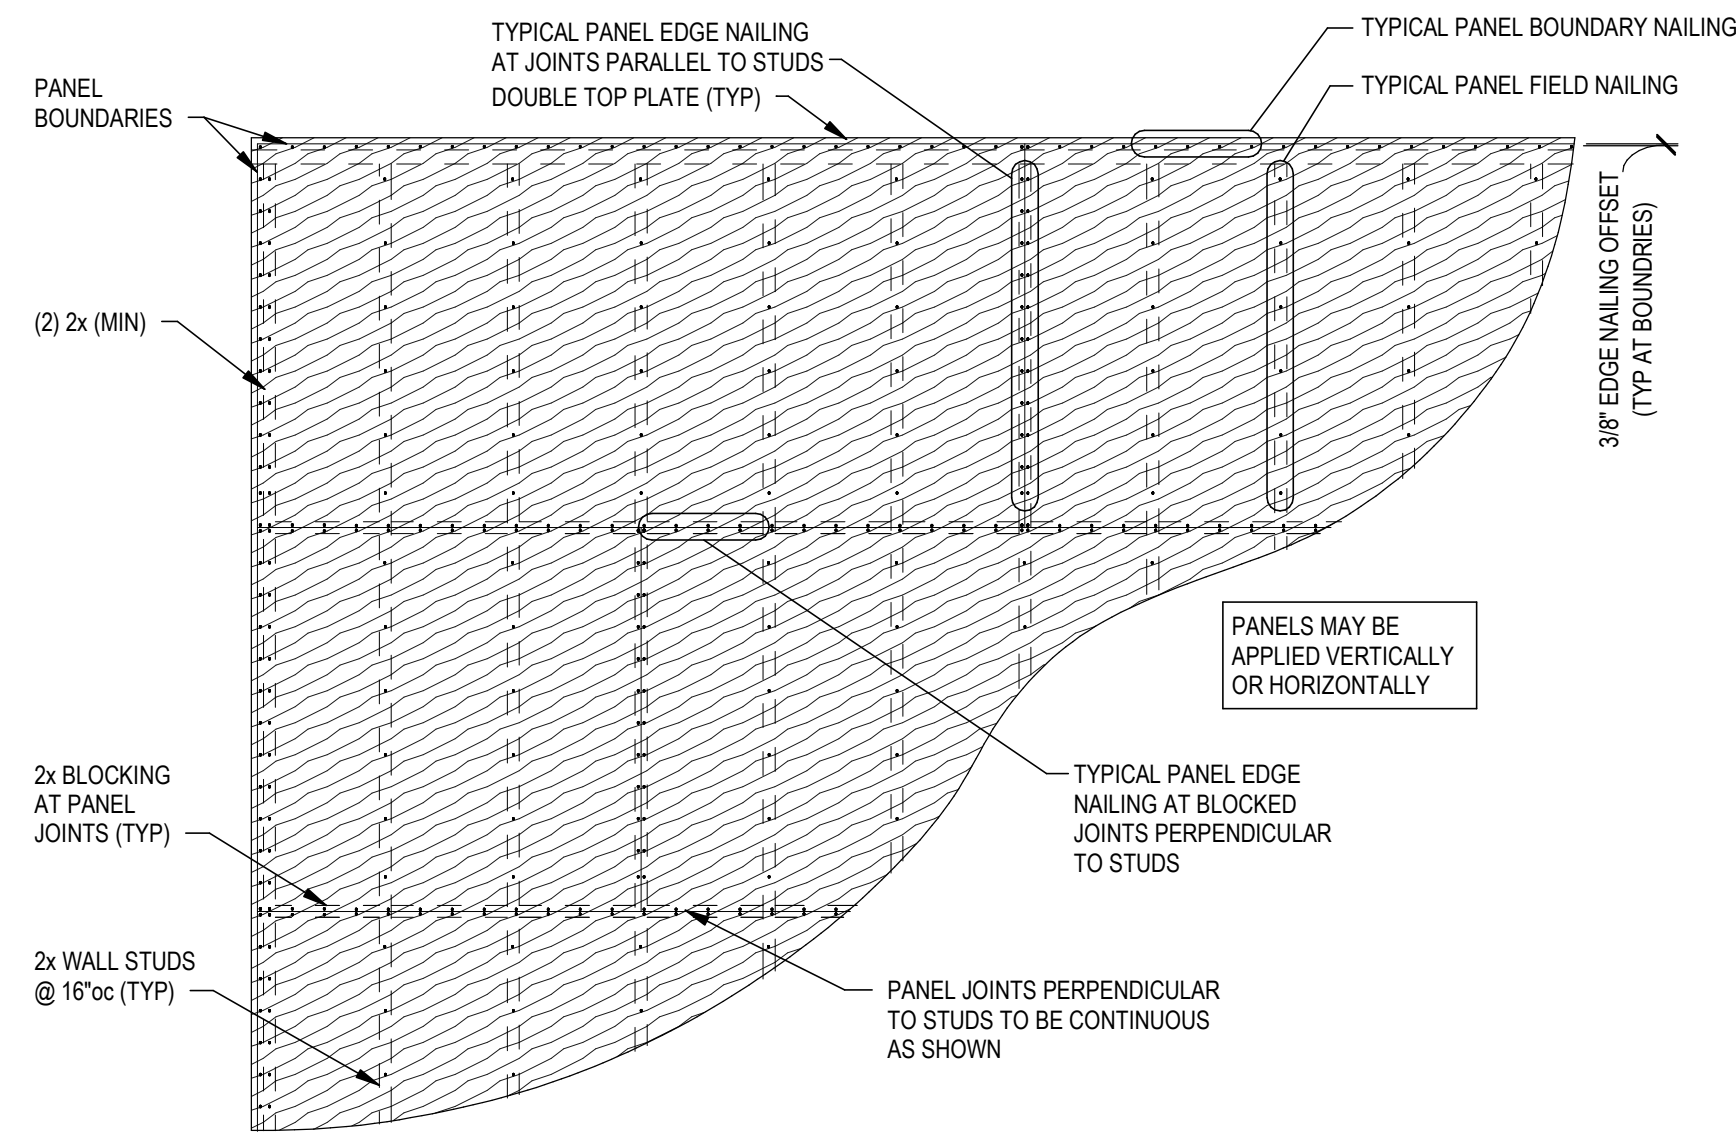 TYPICAL PANEL EDGE NAILING
AT JOINTS PARALLEL TO STUDS
DOUBLE TOP PLATE (TYP)
TYPICAL PANEL BOUNDARY NAILING
TYPICAL PANEL FIELD NAILING
PANEL
BOUNDARIES
3/8" EDGE NAILING OFFSET
(TYP AT BOUNDRIES)
(2) 2x (MIN)
PANELS MAY BE
APPLIED VERTICALLY
OR HORIZONTALLY
2x BLOCKING
AT PANEL
JOINTS (TYP)
TYPICAL PANEL EDGE
NAILING AT BLOCKED
JOINTS PERPENDICULAR
TO STUDS
2x WALL STUDS
@ 16"oc (TYP)
PANEL JOINTS PERPENDICULAR
TO STUDS TO BE CONTINUOUS
AS SHOWN